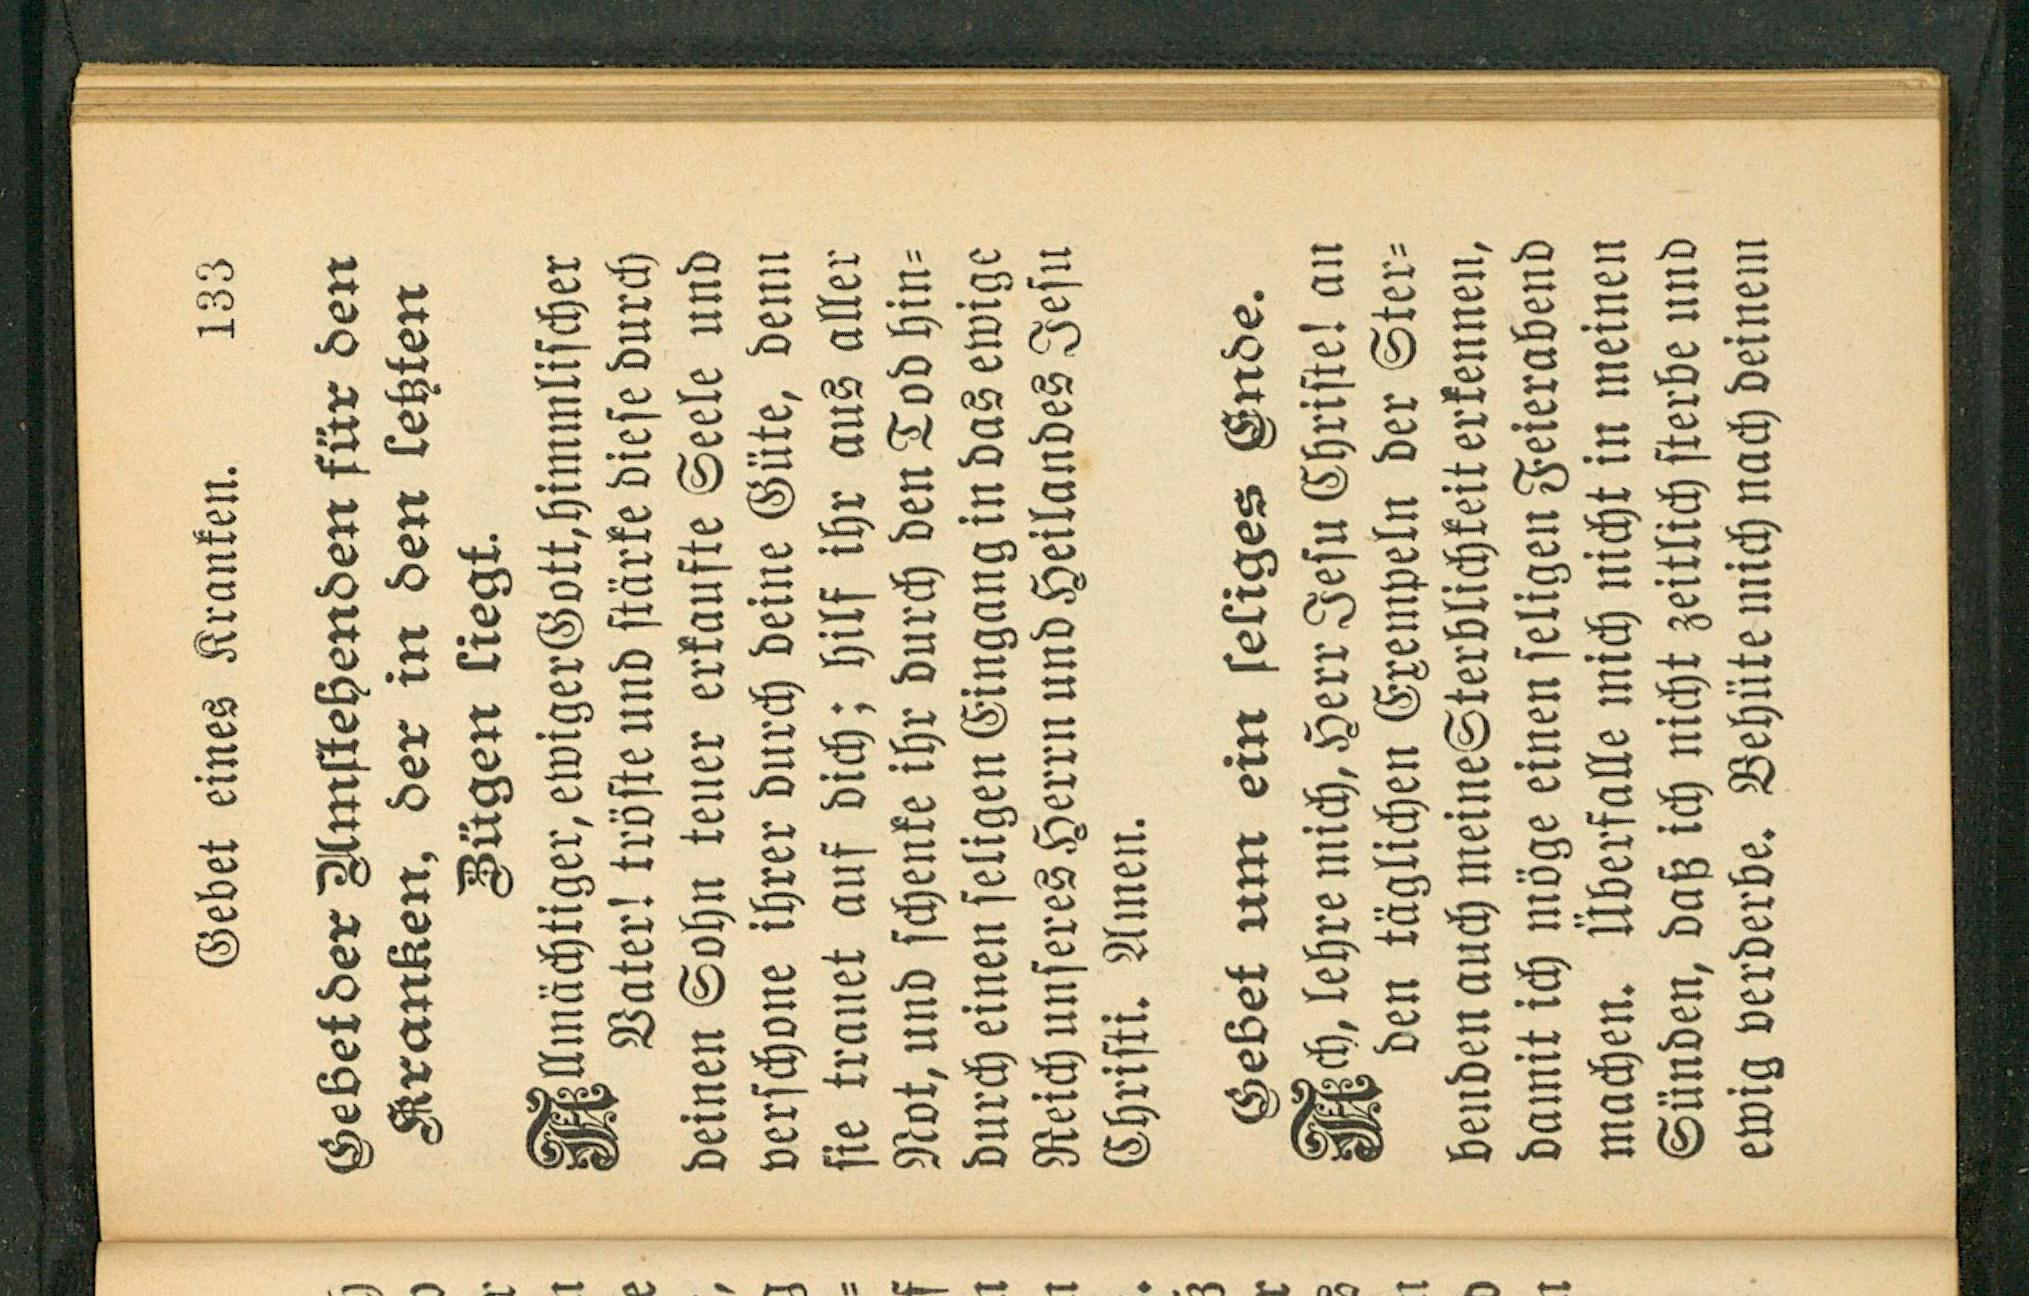 Gebet eines Kranken. 133
Gebet der Umstehenden für den
Kranken, der in den letzten
Zügen liegt.
Allmächtiger, ewiger Gott, himmlischer
Vater! tröste und stärke diese durch
deinen Sohn teuer erkaufte Seele und
verschone ihrer durch deine Güte, denn
sie trauet auf dich; hilf ihr aus aller
Not, und schenke ihr durch den Tod hin=
durch einen seligen Eingang in das ewige
Reich unseres Herrn und Heilandes Jesu
Christi. Amen.
Gebet um ein seliges Ende.
Ach, lehre mich, Herr Jesu Christe! an
den täglichen Exempeln der Ster=
benden auch meine Sterblichkeit erkennen,
damit ich möge einen seligen Feierabend
machen. Überfalle mich nicht in meinen
Sünden, daß ich nicht zeitlich sterbe und
ewig verderbe. Behüte mich nach deinem